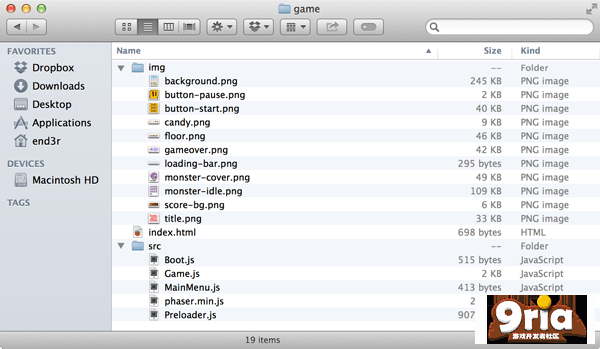 game
FAVORITES
Dropbox
Downloads
Desktop
Applications
end3r
DEVICES
Macintosh HD
TAGS
Name Size Kind
img -- Folder
background.png 245 KB PNG image
button-pause.png 2 KB PNG image
button-start.png 40 KB PNG image
candy.png 9 KB PNG image
floor.png 46 KB PNG image
gameover.png 42 KB PNG image
loading-bar.png 295 bytes PNG image
monster-cover.png 49 KB PNG image
monster-idle.png 109 KB PNG image
score-bg.png 6 KB PNG image
title.png 33 KB PNG image
index.html 698 bytes HTML
src -- Folder
Boot.js 515 bytes JavaScript
Game.js 2 KB JavaScript
MainMenu.js 413 bytes JavaScript
phaser.min.js 2
Preloader.js 907
19 items
9ria
游戏开发者社区